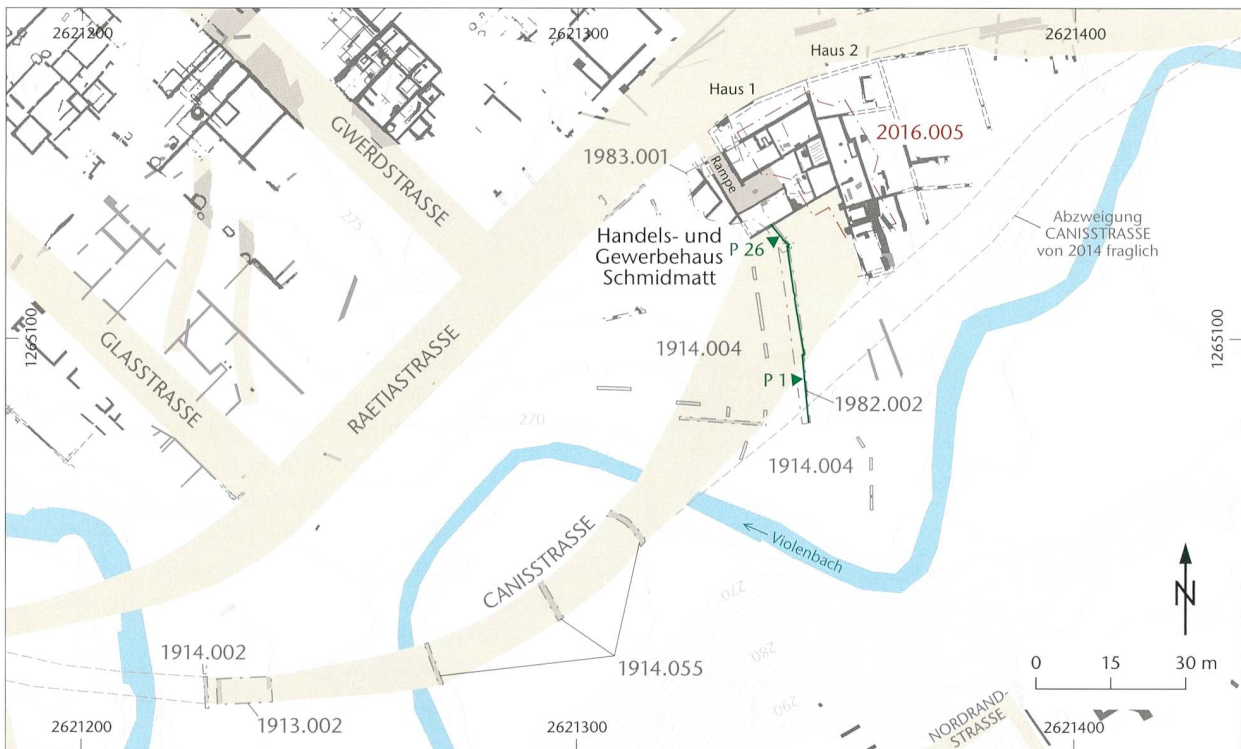 2621200
2621300
2621400
Haus 2
Haus 1
GWERDSTRASSE
2016.005
1983.001
Rampe
275
Abzweigung
CANISSTRASSE
von 2014 fraglich
Handels- und
Gewerbehaus
Schmidmatt
P 26
1265100
1265100
GLASSTRASSE
RAETIASTRASSE
1914.004
P 1
1982.002
270
1914.004
Violenbach
CANISSTRASSE
270
N
280
1914.002
1914.055
0 15 30 m
290
1913.002
NORDRAND-
STRASSE
2621200
2621300
2621400